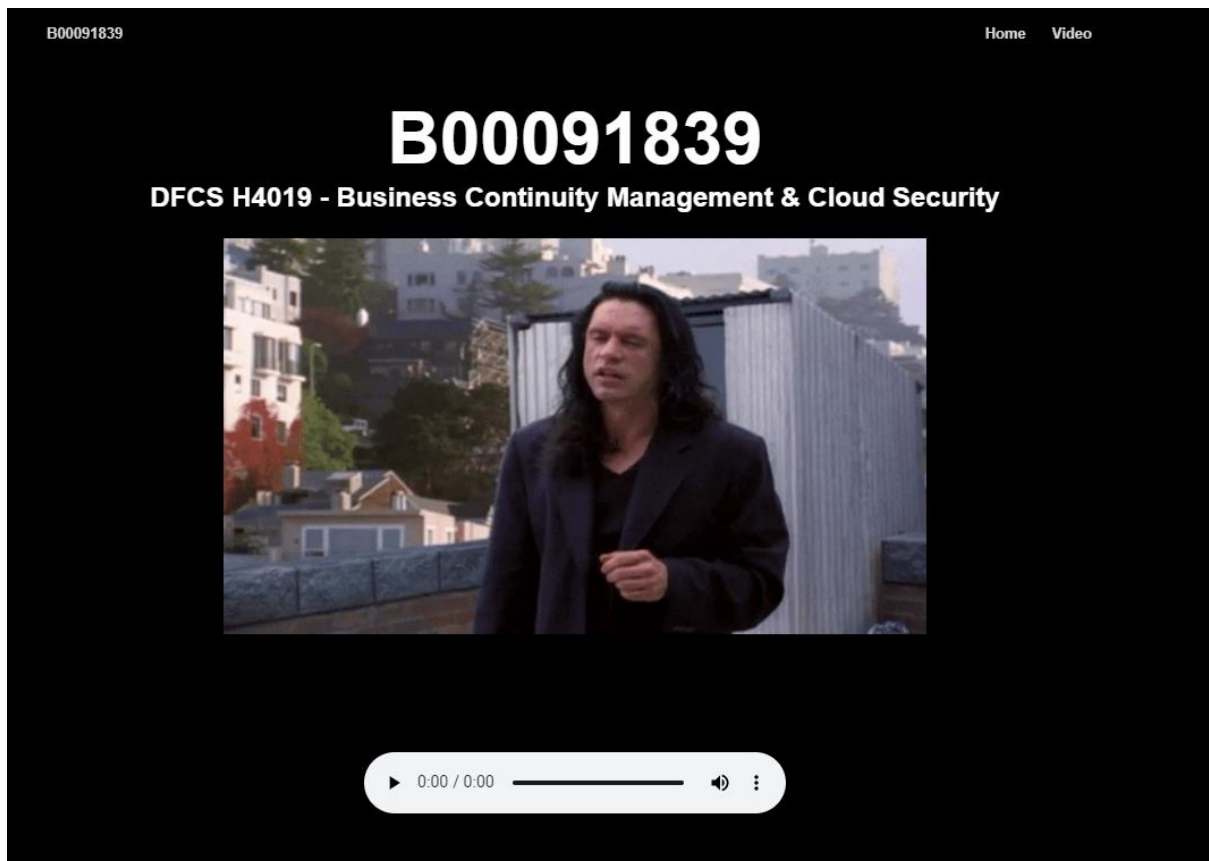 B00091839
Home Video
B00091839
DFCS H4019 - Business Continuity Management & Cloud Security
0:00 / 0:00